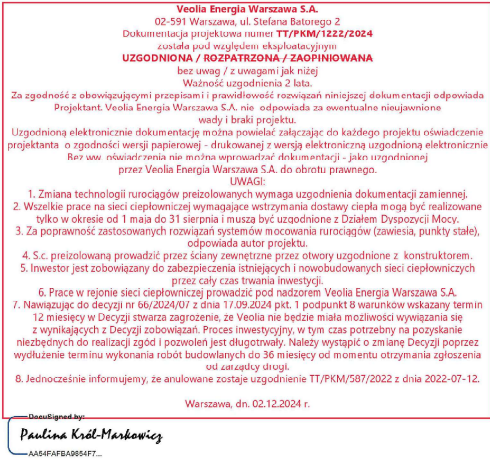 Veolia Energia Warszawa S.A.
02-591 Warszawa, ul. Stefana Batorego 2
Dokumentacja projektowa numer TT/PKM/1222/2024
została pod względem eksploatacyjnym
UZGODNIONA / ROZPATRZONA / ZAOPINIOWANA
bez uwag / z uwagami jak niżej
Ważność uzgodnienia 2 lata.
Za zgodność z obowiązującymi przepisami i prawidłowość rozwiązań niniejszej dokumentacji odpowiada
Projektant. Veolia Energia Warszawa S.A. nie odpowiada za ewentualne nieujawnione
wady i braki projektu.
Uzgodnioną elektronicznie dokumentację można powielać załączając do każdego projektu oświadczenie
projektanta o zgodności wersji papierowej - drukowanej z wersją elektroniczną uzgodnioną elektronicznie
Bez ww. oświadczenia nie można wprowadzać dokumentacji - jako uzgodnionej
przez Veolia Energia Warszawa S.A. do obrotu prawnego.
UWAGI:
1. Zmiana technologii rurociągów preizolowanych wymaga uzgodnienia dokumentacji zamiennej.
2. Wszelkie prace na sieci ciepłowniczej wymagające wstrzymania dostawy ciepła mogą być realizowane
tylko w okresie od 1 maja do 31 sierpnia i muszą być uzgodnione z Działem Dyspozycji Mocy.
3. Za poprawność zastosowanych rozwiązań systemów mocowania rurociągów (zawiesia, punkty stałe),
odpowiada autor projektu.
4. S.c. preizolowaną prowadzić przez ściany zewnętrzne przez otwory uzgodnione z konstruktorem.
5. Inwestor jest zobowiązany do zabezpieczenia istniejących i nowobudowanych sieci ciepłowniczych
przez cały czas trwania inwestycji.
6. Prace w rejonie sieci ciepłowniczej prowadzić pod nadzorem Veolia Energia Warszawa S.A.
7. Nawiązując do decyzji nr 66/2024/07 z dnia 17.09.2024 pkt. 1 podpunkt 8 warunków wskazany termin
12 miesięcy w Decyzji stwarza zagrożenie, że Veolia nie będzie miała możliwości wywiązania się
z wynikających z Decyzji zobowiązań. Proces inwestycyjny, w tym czas potrzebny na pozyskanie
niezbędnych do realizacji zgód i pozwoleń jest długotrwały. Należy wystąpić o zmianę Decyzji poprzez
wydłużenie terminu wykonania robót budowlanych do 36 miesięcy od momentu otrzymania zgłoszenia
od zarządcy drogi.
8. Jednocześnie informujemy, że anulowane zostaje uzgodnienie TT/PKM/587/2022 z dnia 2022-07-12.
Warszawa, dn. 02.12.2024 r.
DocuSigned by:
Paulina Król-Markowicz
AA54FAFBA9854F7...